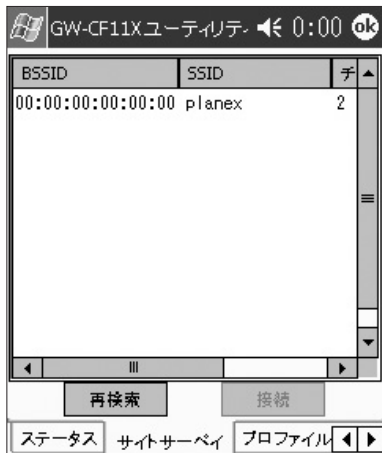 GW-CF11Xユーティリテ- 0:00 ok
BSSID SSID チ
00:00:00:00:00:00 planex 2
再検索 接続
ステータス サイトサーベイ プロファイル